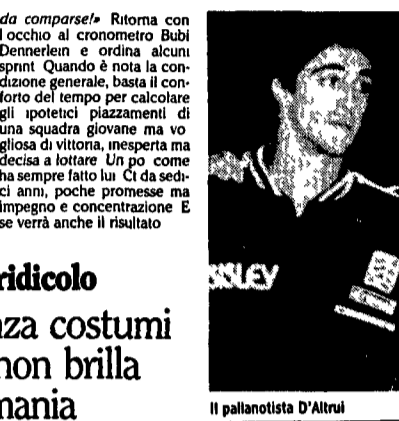 da comparse!» Ritorna con
l occhio al cronometro Bubi
Dennerlein e ordina alcuni
sprint Quando è nota la con-
dizione generale, basta il con-
forto del tempo per calcolare
gli ipotetici piazzamenti di
una squadra giovane ma vo
gliosa di vittoria, inesperta ma
decisa a lottare Un po come
ha sempre fatto lui Ct da sedi-
ci anni, poche promesse ma
impegno e concentrazione E
se verrà anche il risultato
ridicolo
nza costumi
non brilla
mania
SISLEY
Il pallanotista D'Altrui